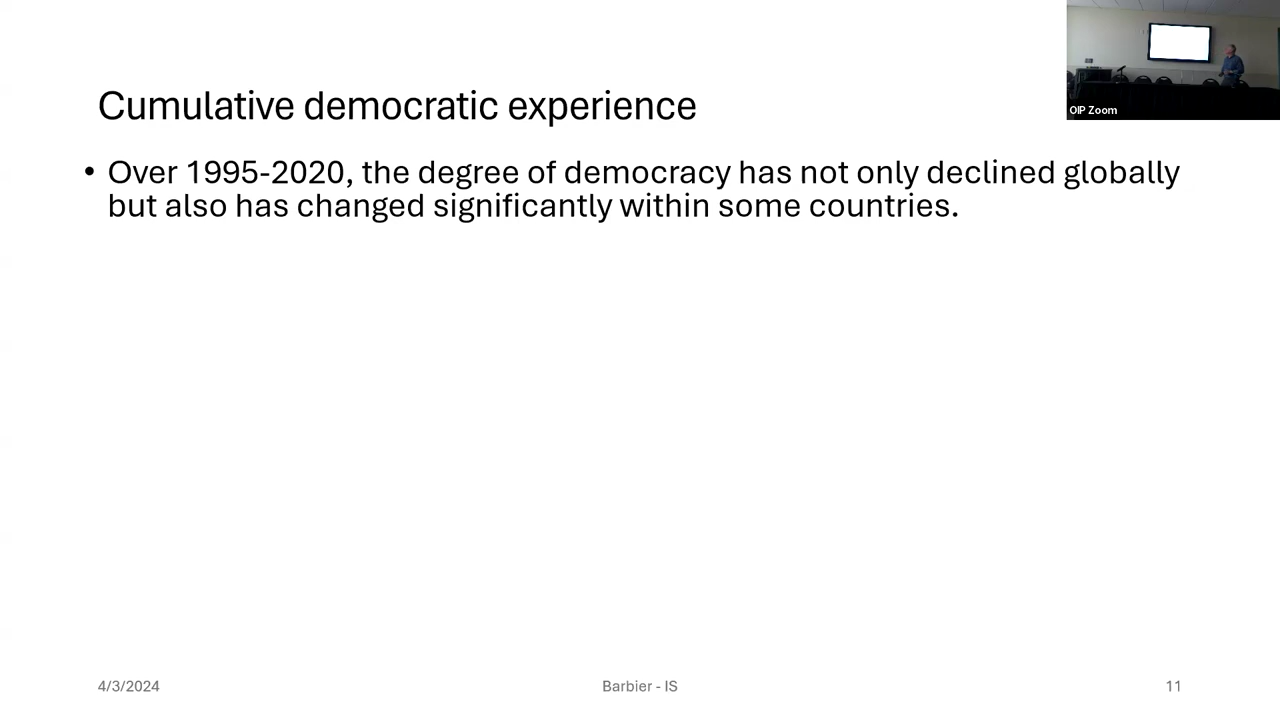 OIP Zoom
Cumulative democratic experience
• Over 1995-2020, the degree of democracy has not only declined globally
but also has changed significantly within some countries.
4/3/2024
Barbier - IS
11